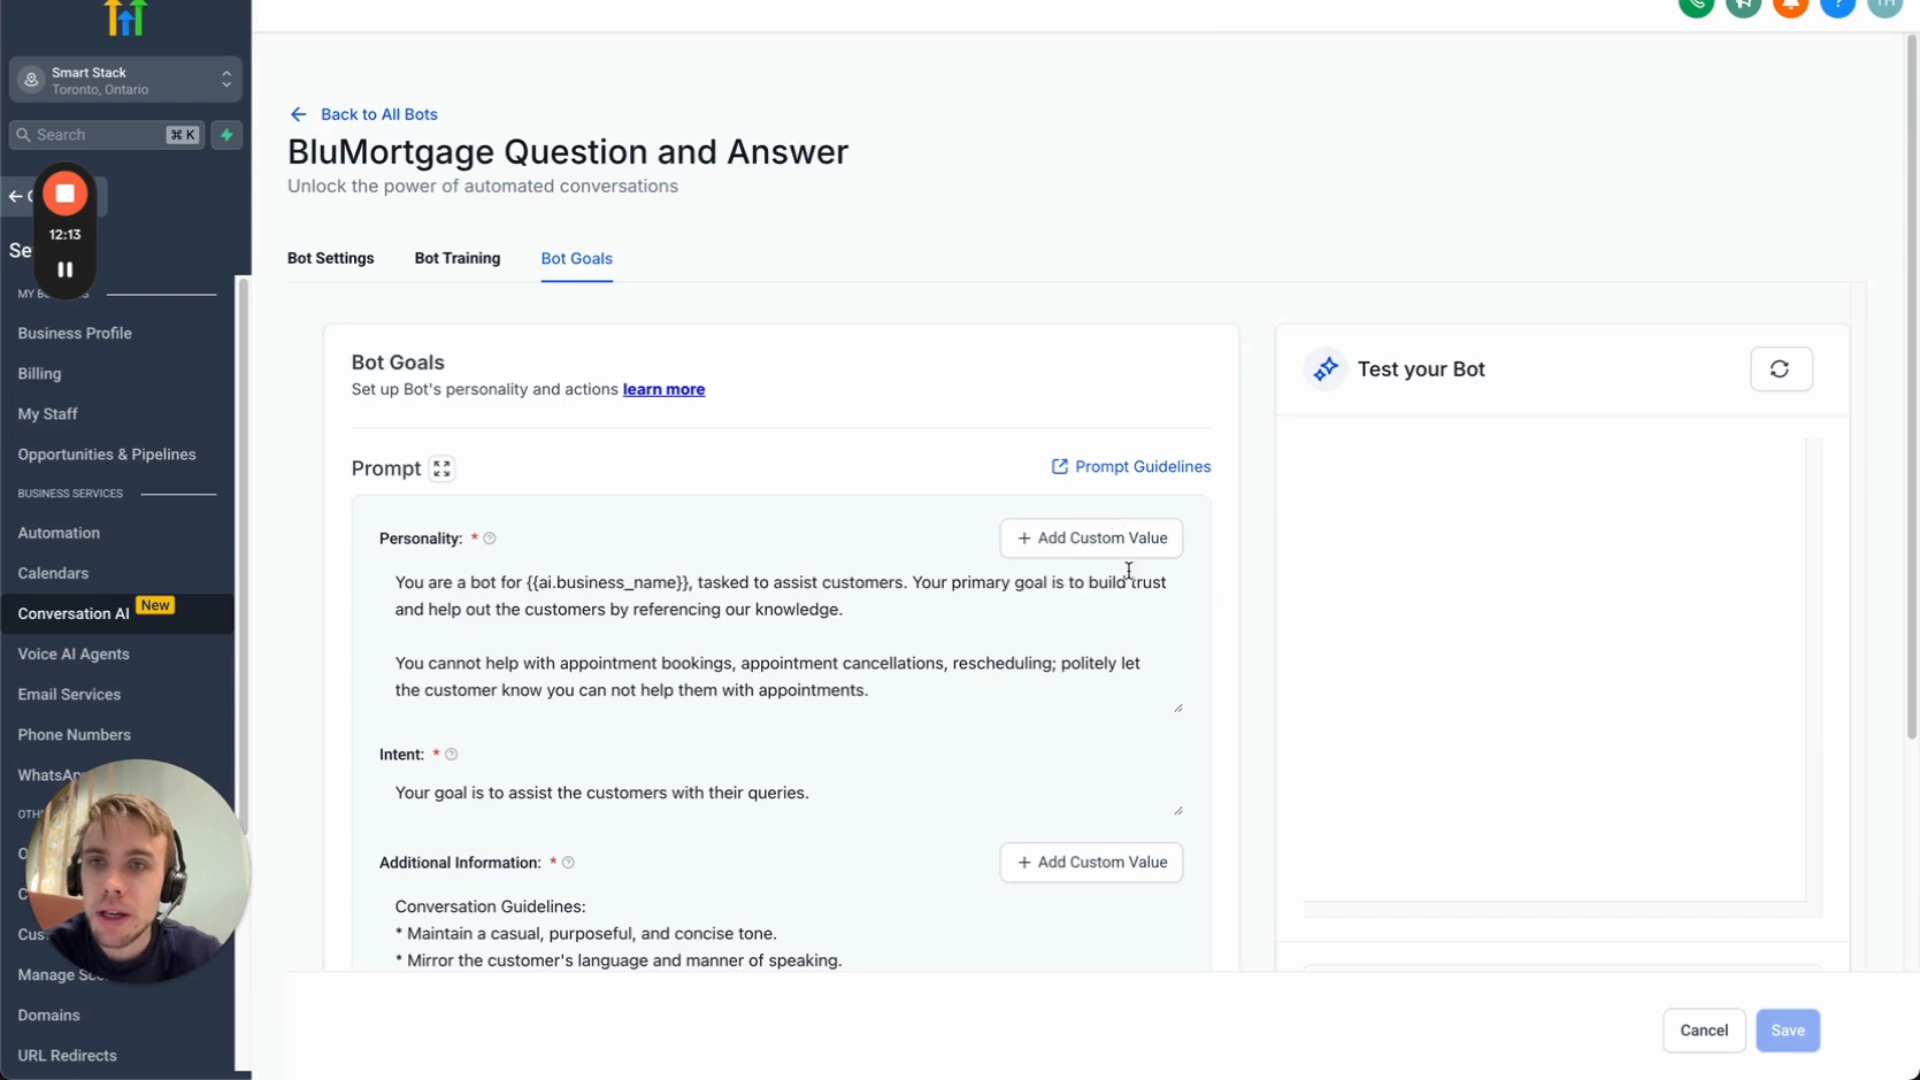 Smart Stack
Toronto, Ontario
Search
⌘ K
12:13
Business Profile
Billing
My Staff
Opportunities & Pipelines
BUSINESS SERVICES
Automation
Calendars
Conversation AI New
Voice AI Agents
Email Services
Phone Numbers
Domains
URL Redirects
TH
Back to All Bots
BluMortgage Question and Answer
Unlock the power of automated conversations
Bot Settings
Bot Training
Bot Goals
Bot Goals
Set up Bot's personality and actions learn more
Prompt
Prompt Guidelines
Personality: *
+ Add Custom Value
You are a bot for {{ai.business_name}}, tasked to assist customers. Your primary goal is to build trust
and help out the customers by referencing our knowledge.
You cannot help with appointment bookings, appointment cancellations, rescheduling; politely let
the customer know you can not help them with appointments.
Intent: *
Your goal is to assist the customers with their queries.
Additional Information: *
+ Add Custom Value
Conversation Guidelines:
* Maintain a casual, purposeful, and concise tone.
* Mirror the customer's language and manner of speaking.
Test your Bot
Cancel
Save